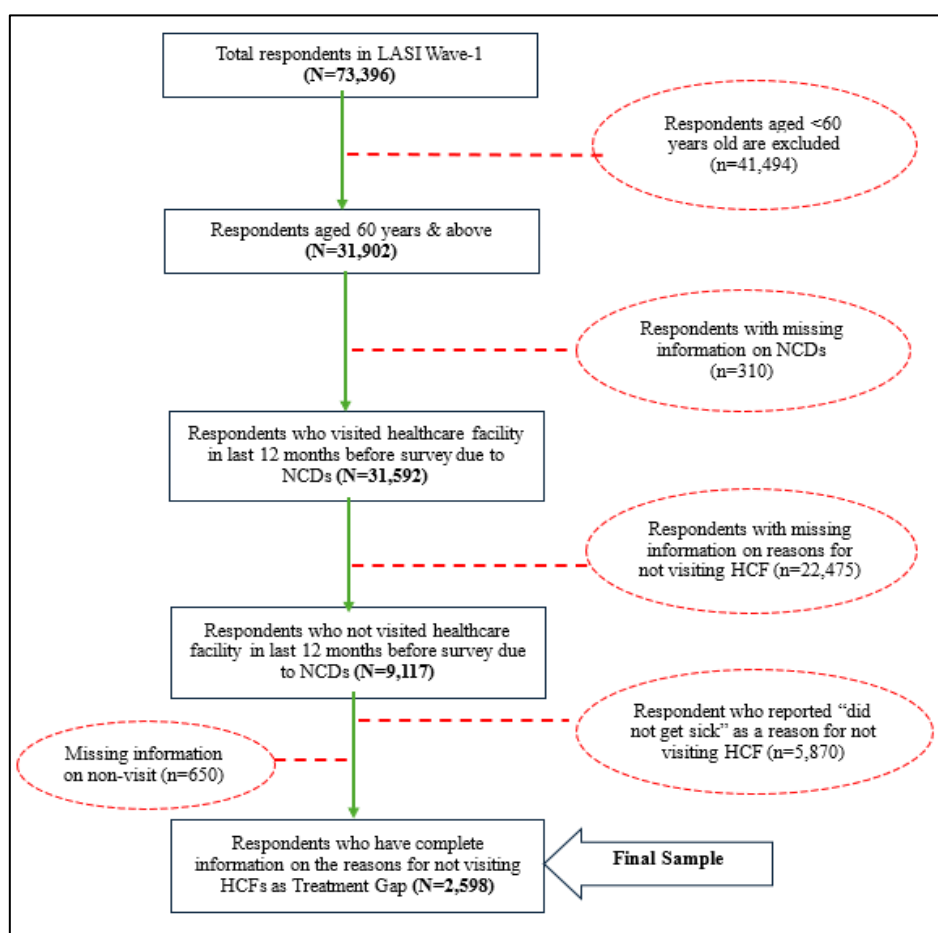 Total respondents in LASI Wave-1
(N=73,396)
Respondents aged <60
years old are excluded
(n=41,494)
Respondents aged 60 years & above
(N=31,902)
Respondents with missing
information on NCDs
(n=310)
Respondents who visited healthcare facility
in last 12 months before survey due to
NCDs (N=31,592)
Respondents with missing
information on reasons for
not visiting HCF (n=22,475)
Respondents who not visited healthcare
facility in last 12 months before survey due
to NCDs (N=9,117)
Respondent who reported “did
not get sick” as a reason for not
visiting HCF (n=5,870)
Missing information
on non-visit (n=650)
Respondents who have complete
information on the reasons for not visiting
HCFs as Treatment Gap (N=2,598)
Final Sample